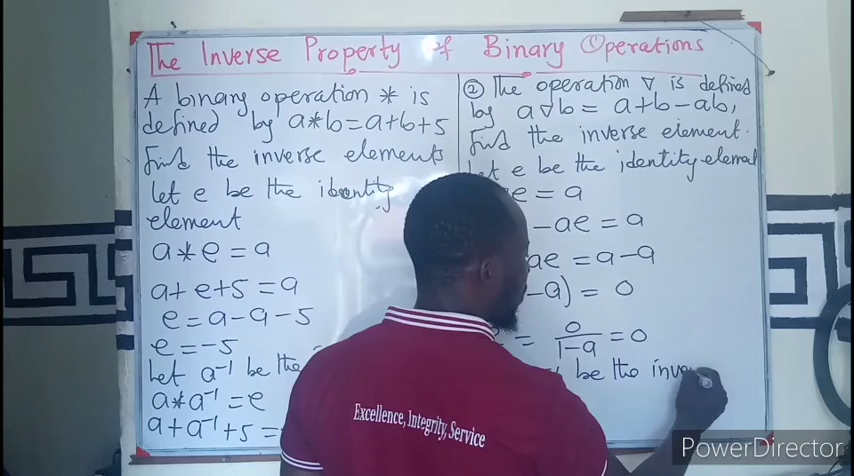 The Inverse Property of Binary Operations
A binary operation * is
defined by a*b=a+b+5
find the inverse elements
let e be the identity
element
a*e=a
a+e+5=a
e=a-a-5
e=-5
Let a⁻¹ be the
a*a⁻¹=e
a+a⁻¹+5=
② The operation ∇ is defined
by a∇b = a+b-ab,
find the inverse element.
let e be the identity element
e = a
-ae = a
ae = a-a
-a) = 0
= 0/1-a = 0
be the inve
Excellence, Integrity, Service
PowerDirector